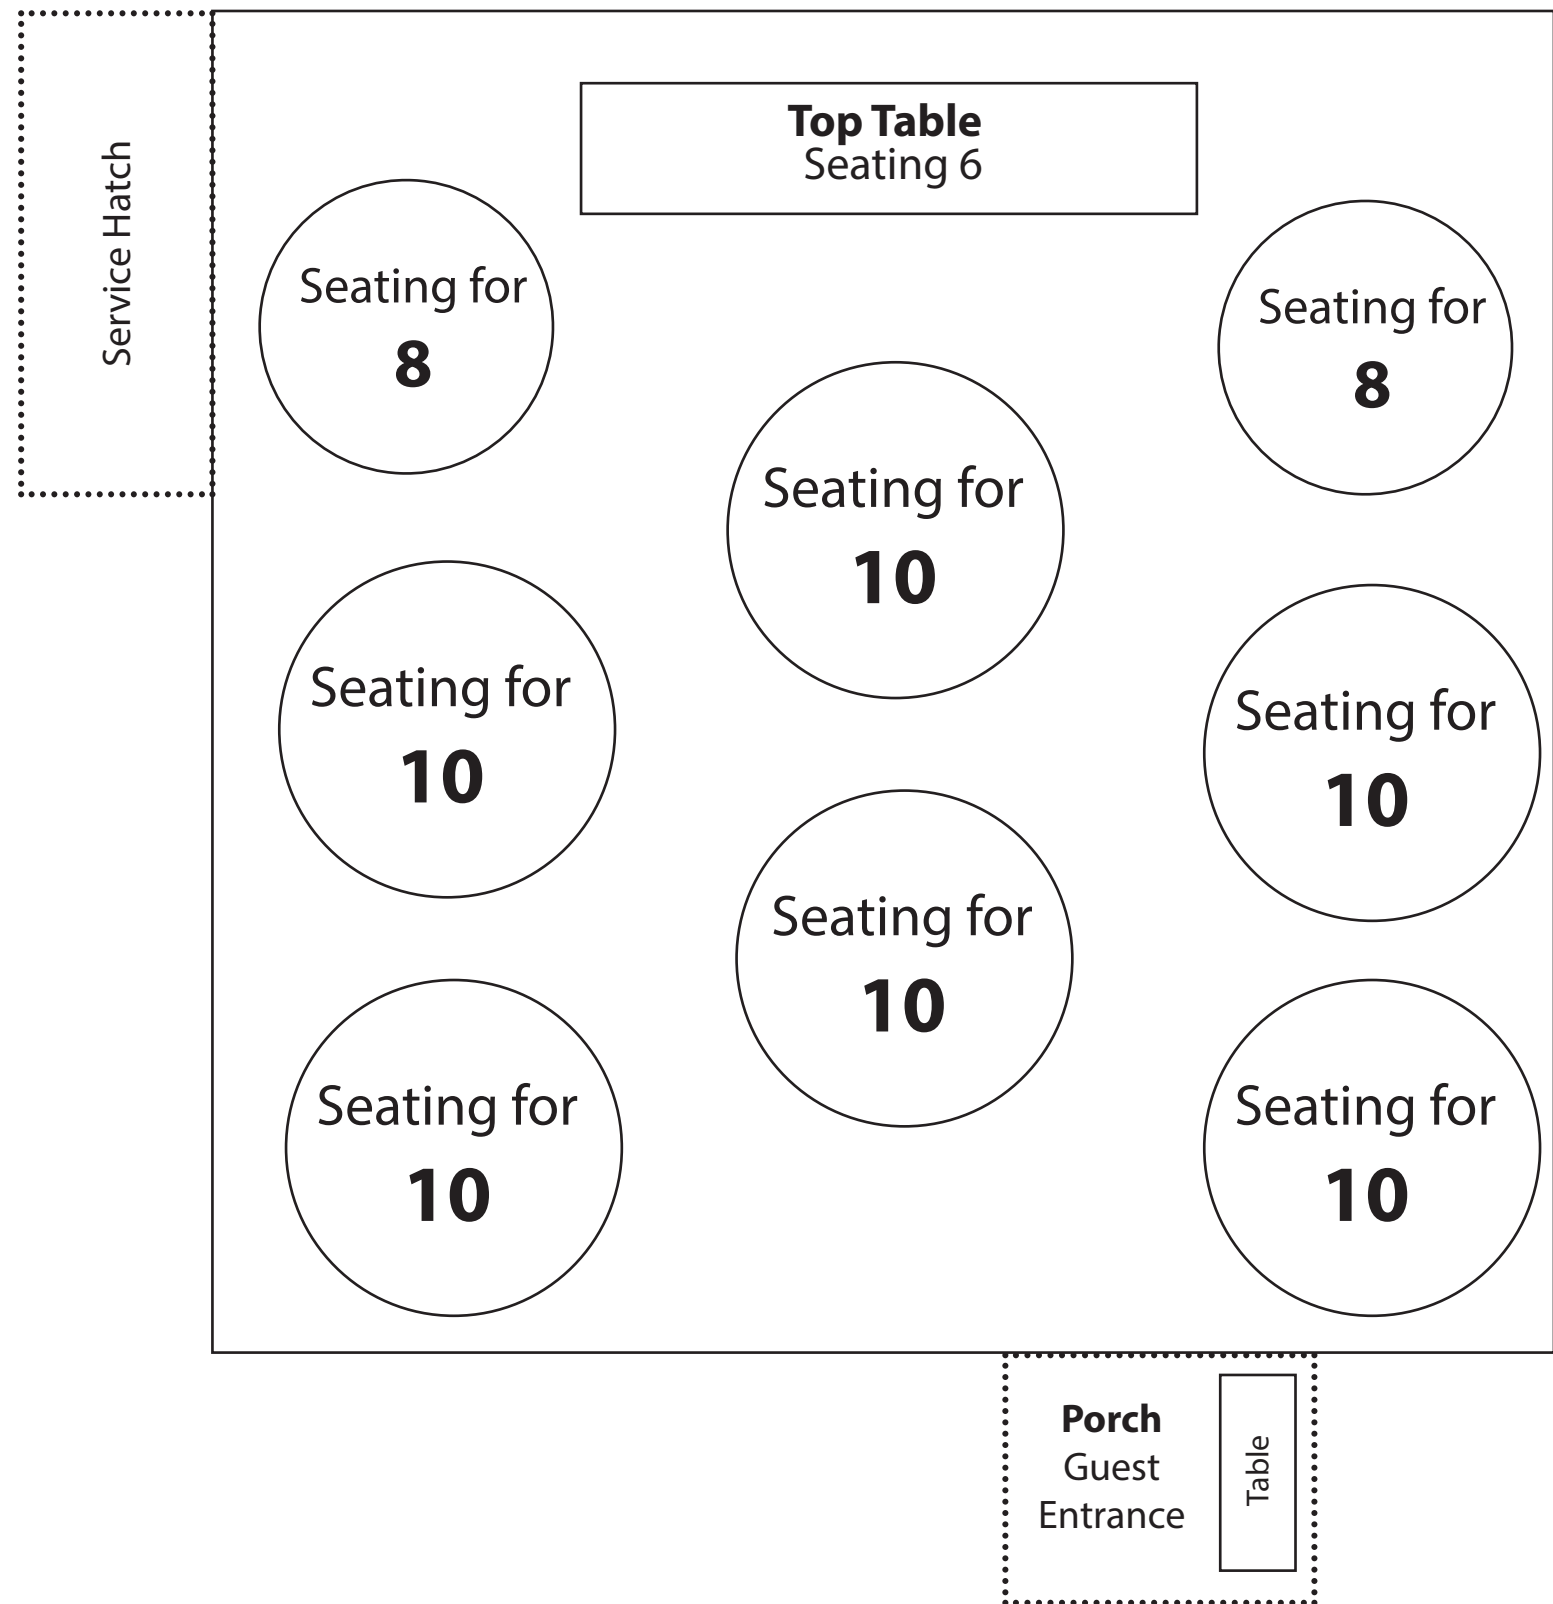 Service Hatch
Top Table
Seating 6
Seating for
8
Seating for
8
Seating for
10
Seating for
10
Seating for
10
Seating for
10
Seating for
10
Seating for
10
Porch
Guest
Entrance
Table